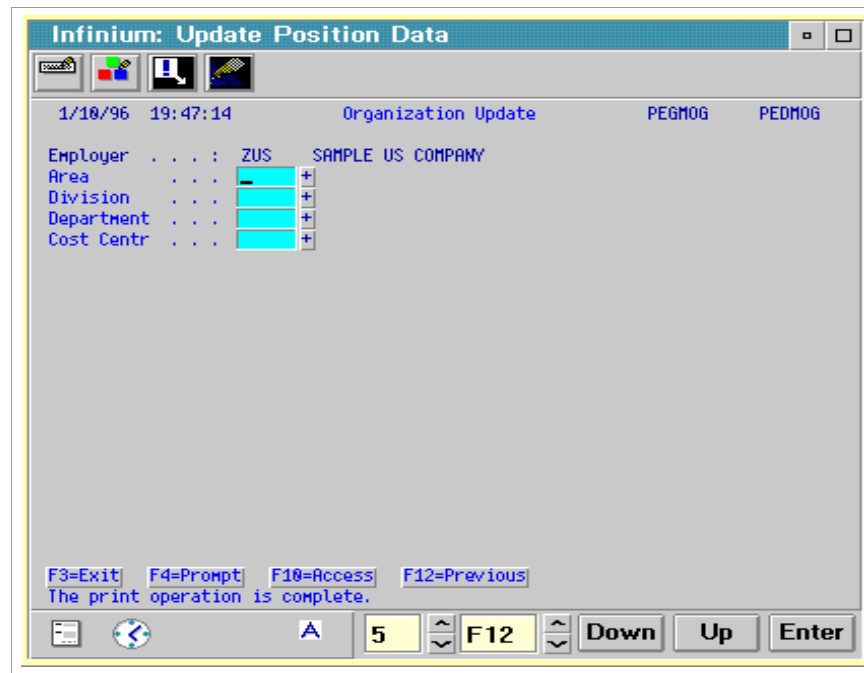 Infinium: Update Position Data
1/10/96 19:47:14 Organization Update PEGMOG PEDMOG
Employer . . . : ZUS SAMPLE US COMPANY
Area . . . +
Division . . . +
Department . . . +
Cost Centr . . . +
F3=Exit F4=Prompt F10=Access F12=Previous
The print operation is complete.
A 5 F12 Down Up Enter